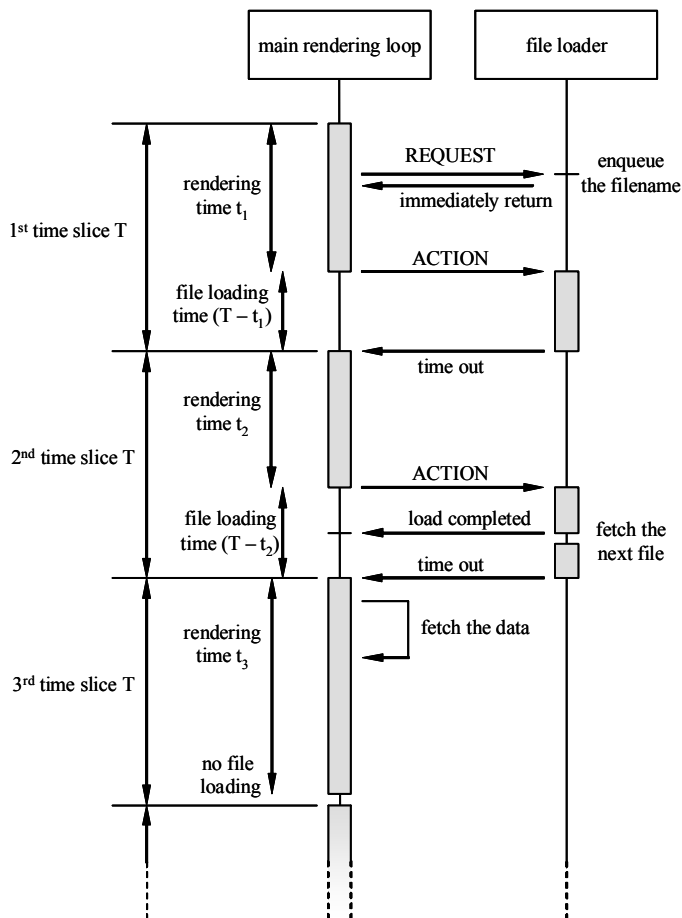 main rendering loop
file loader
REQUEST
immediately return
enqueue
the filename
rendering
time t₁
1ˢᵗ time slice T
ACTION
file loading
time (T – t₁)
time out
rendering
time t₂
2ⁿᵈ time slice T
ACTION
file loading
time (T – t₂)
load completed
fetch the
next file
time out
fetch the data
rendering
time t₃
3ʳᵈ time slice T
no file
loading